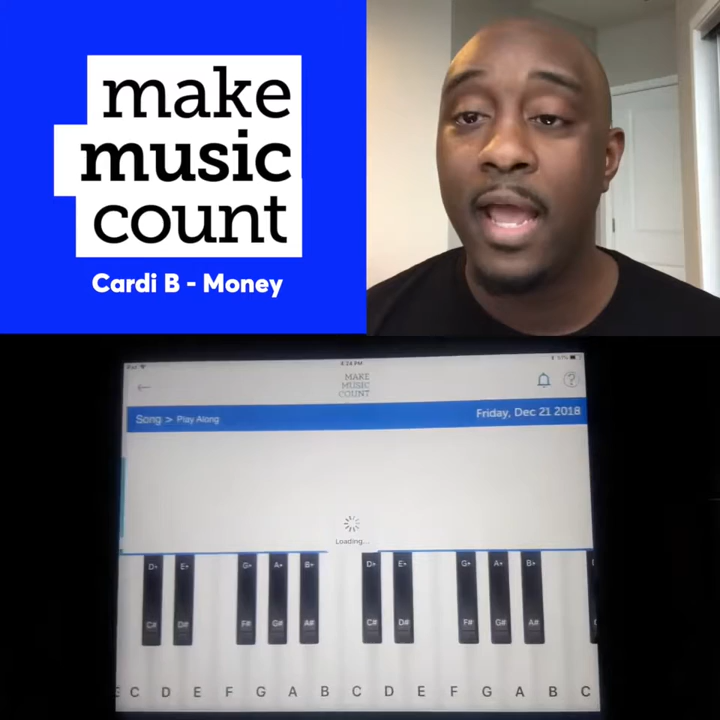 make
music
count
Cardi B - Money
MAKE
MUSIC
COUNT
Song > Play Along
Friday, Dec 21 2018
Loading...
D+ E+ G+ A+ B+ D+ E+ G+ A+ B+
C# D# F# G# A# C# D# F# G# A#
E C D E F G A B C D E F G A B C